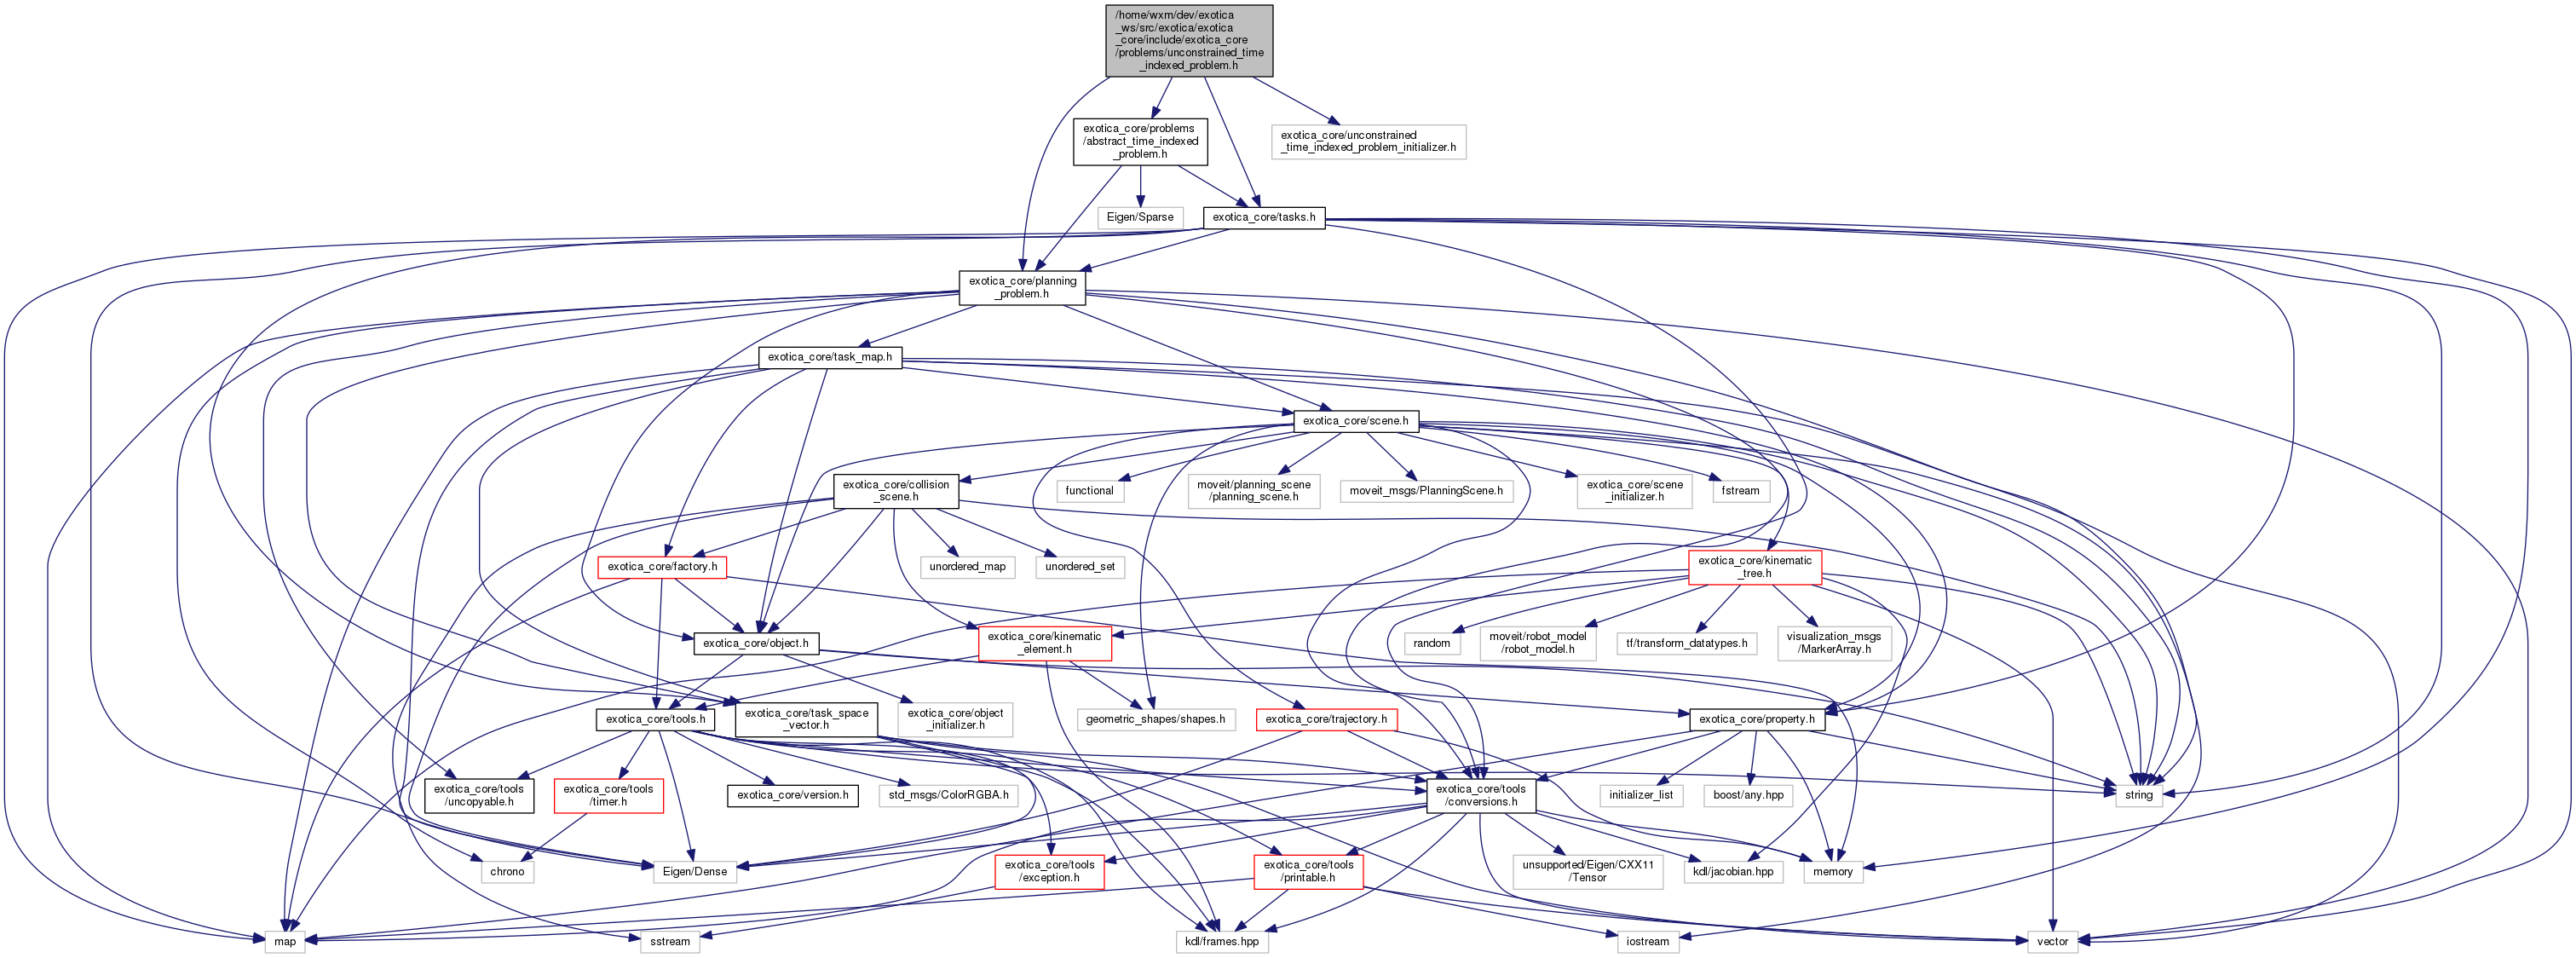 /home/wxm/dev/exotica
_ws/src/exotica/exotica
_core/include/exotica_core
/problems/unconstrained_time
_indexed_problem.h
exotica_core/problems
/abstract_time_indexed
_problem.h
exotica_core/unconstrained
_time_indexed_problem_initializer.h
Eigen/Sparse
exotica_core/tasks.h
exotica_core/planning
_problem.h
exotica_core/task_map.h
exotica_core/scene.h
exotica_core/collision
_scene.h
functional
moveit/planning_scene
/planning_scene.h
moveit_msgs/PlanningScene.h
exotica_core/scene
_initializer.h
fstream
exotica_core/factory.h
unordered_map
unordered_set
exotica_core/kinematic
_tree.h
exotica_core/object.h
exotica_core/kinematic
_element.h
random
moveit/robot_model
/robot_model.h
tf/transform_datatypes.h
visualization_msgs
/MarkerArray.h
exotica_core/tools.h
exotica_core/task_space
_vector.h
exotica_core/object
_initializer.h
geometric_shapes/shapes.h
exotica_core/trajectory.h
exotica_core/property.h
exotica_core/tools
/uncopyable.h
exotica_core/tools
/timer.h
exotica_core/version.h
std_msgs/ColorRGBA.h
exotica_core/tools
/conversions.h
initializer_list
boost/any.hpp
string
chrono
Eigen/Dense
exotica_core/tools
/exception.h
exotica_core/tools
/printable.h
unsupported/Eigen/CXX11
/Tensor
kdl/jacobian.hpp
memory
map
sstream
kdl/frames.hpp
iostream
vector